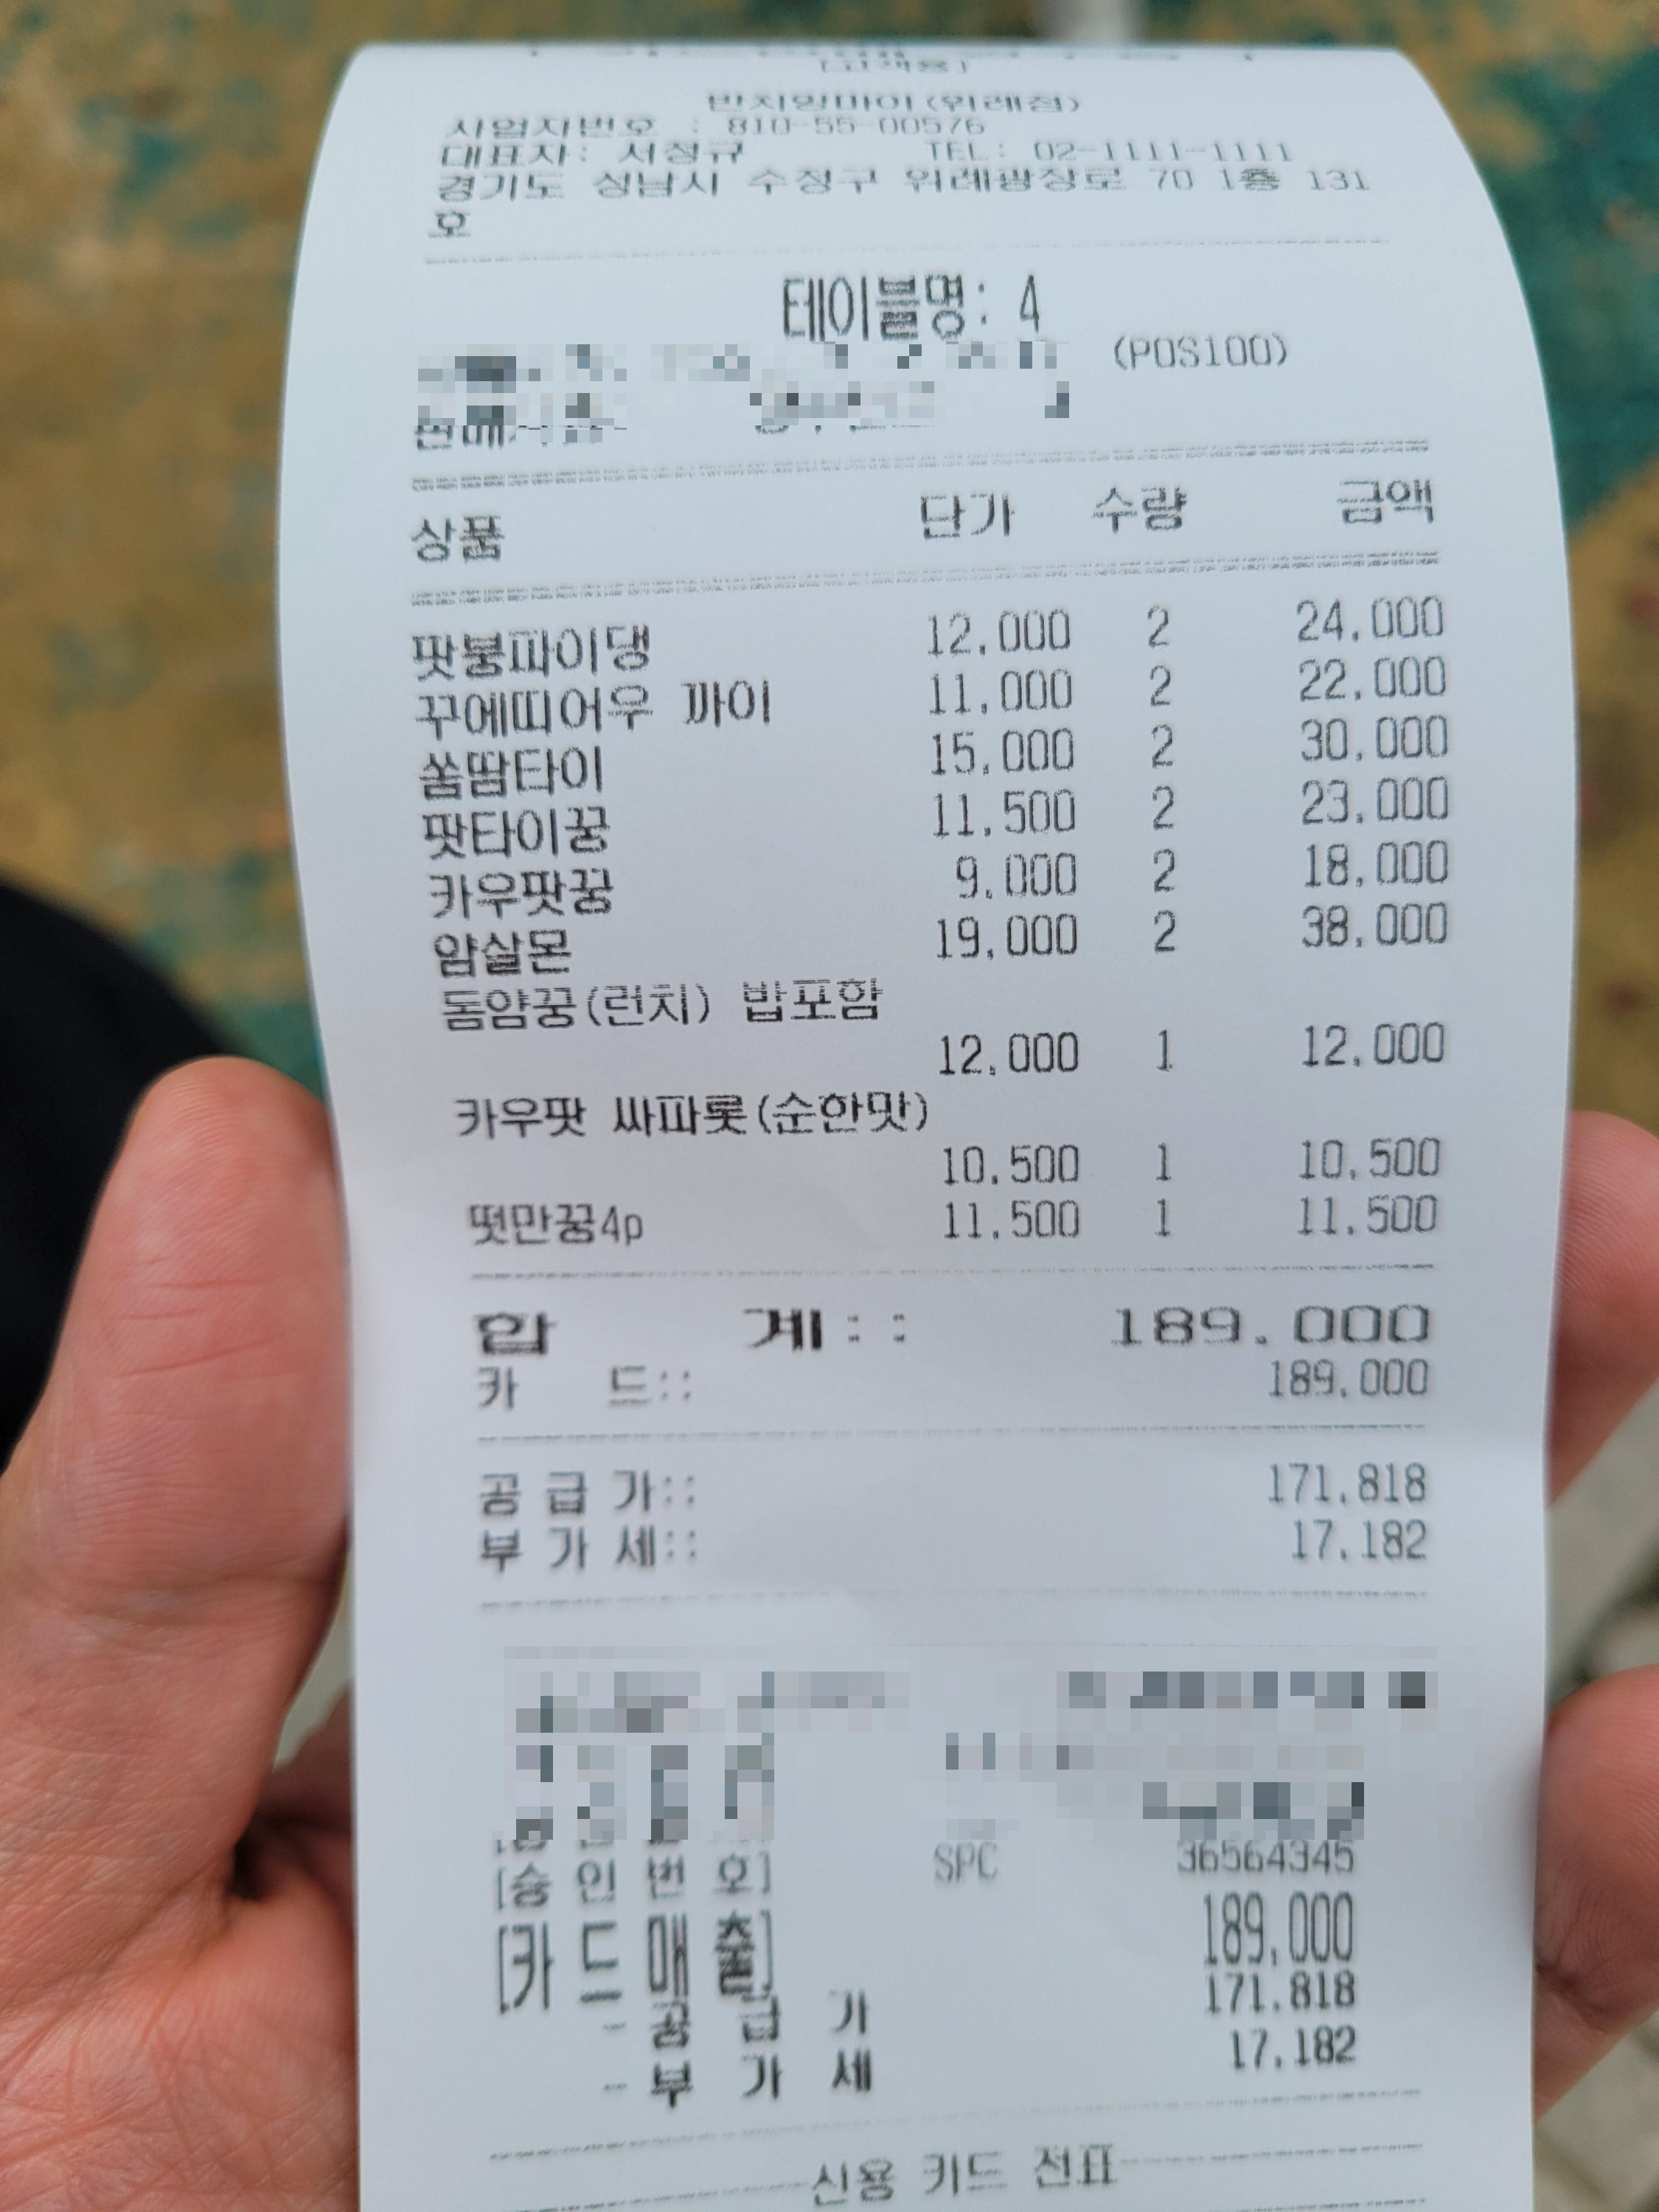 (고객용)
반치앙마이(위례점)
사업자번호 : 810-55-00576
대표자: 서정규 TEL: 02-1111-1111
경기도 성남시 수정구 위례광장로 70 1층 131
호
테이블명: 4
(POS100)
상품 단가 수량 금액
팟붕파이댕 12,000 2 24,000
꾸에띠어우 까이 11,000 2 22,000
쏨땀타이 15,000 2 30,000
팟타이꿍 11,500 2 23,000
카우팟꿍 9,000 2 18,000
얌살몬 19,000 2 38,000
똠얌꿍(런치) 밥포함
12,000 1 12,000
카우팟 싸파롯(순한맛)
10,500 1 10,500
떳만꿍4p 11,500 1 11,500
합 계:: 189,000
카 드:: 189,000
공 급 가:: 171,818
부 가 세:: 17,182
[승 인 번 호] SPC 36564345
[카 드 매 출] 189,000
- 공 급 가 171,818
- 부 가 세 17,182
신용 카드 전표